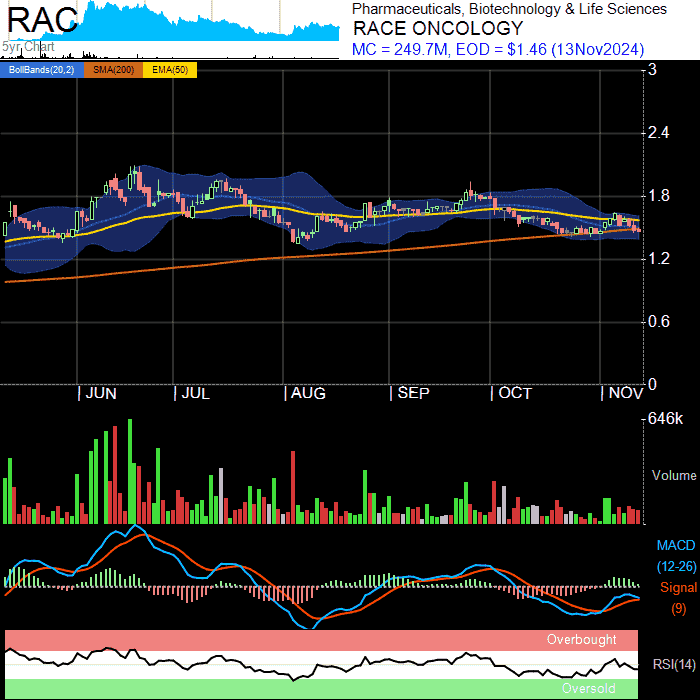 RAC
5yr Chart
Pharmaceuticals, Biotechnology & Life Sciences
RACE ONCOLOGY
MC = 249.7M, EOD = $1.46 (13Nov2024)
BollBands(20,2) SMA(200) EMA(50)
3
2.4
1.8
1.2
0.6
0
| JUN | JUL | AUG | SEP | OCT | NOV
646k
Volume
MACD
(12-26)
Signal
(9)
Overbought
RSI(14)
Oversold